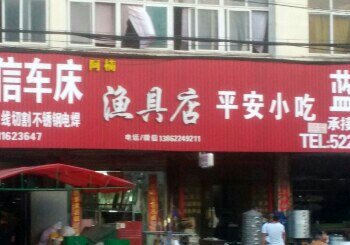 信车床
线切割不锈钢电焊
1623647
阿楠
渔具店
电话/微信13862249211
平安小吃
蓝
承接
TEL-522